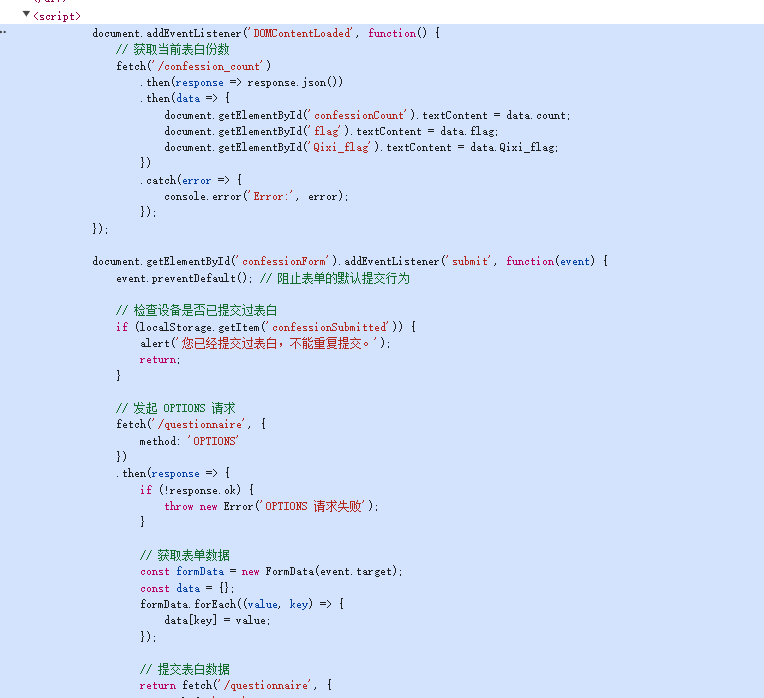 ▼<script>
document.addEventListener('DOMContentLoaded', function() {
// 获取当前表白份数
fetch('/confession_count')
.then(response => response.json())
.then(data => {
document.getElementById('confessionCount').textContent = data.count;
document.getElementById('flag').textContent = data.flag;
document.getElementById('Qixi_flag').textContent = data.Qixi_flag;
})
.catch(error => {
console.error('Error:', error);
});
});
document.getElementById('confessionForm').addEventListener('submit', function(event) {
event.preventDefault(); // 阻止表单的默认提交行为
// 检查设备是否已提交过表白
if (localStorage.getItem('confessionSubmitted')) {
alert('您已经提交过表白，不能重复提交。');
return;
}
// 发起 OPTIONS 请求
fetch('/questionnaire', {
method: 'OPTIONS'
})
.then(response => {
if (!response.ok) {
throw new Error('OPTIONS 请求失败');
}
// 获取表单数据
const formData = new FormData(event.target);
const data = {};
formData.forEach((value, key) => {
data[key] = value;
});
// 提交表白数据
return fetch('/questionnaire', {